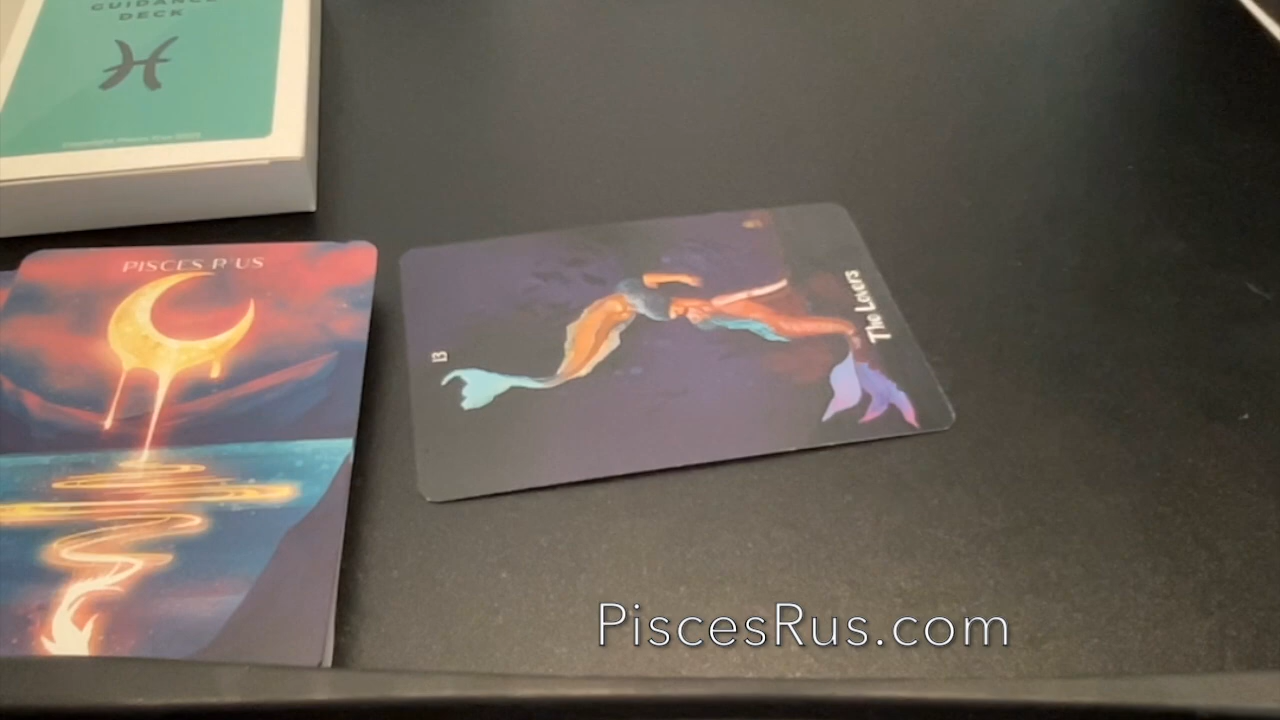 GUIDANCE
DECK
PISCES R US
13
The Lovers
PiscesRus.com